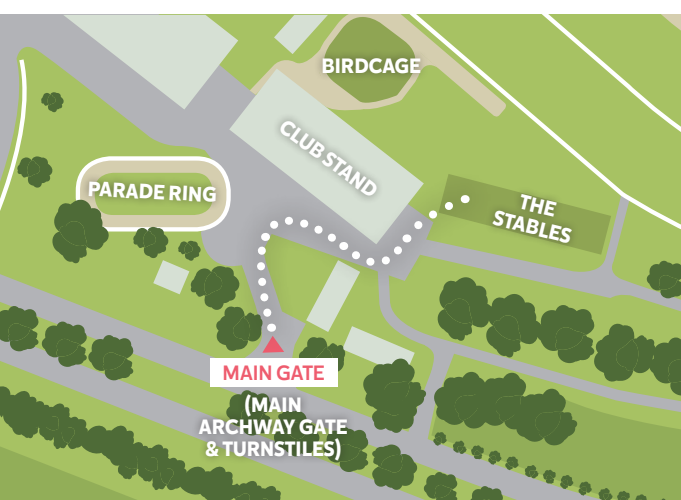 BIRDCAGE
CLUB STAND
PARADE RING
THE
STABLES
MAIN GATE
(MAIN
ARCHWAY GATE
& TURNSTILES)